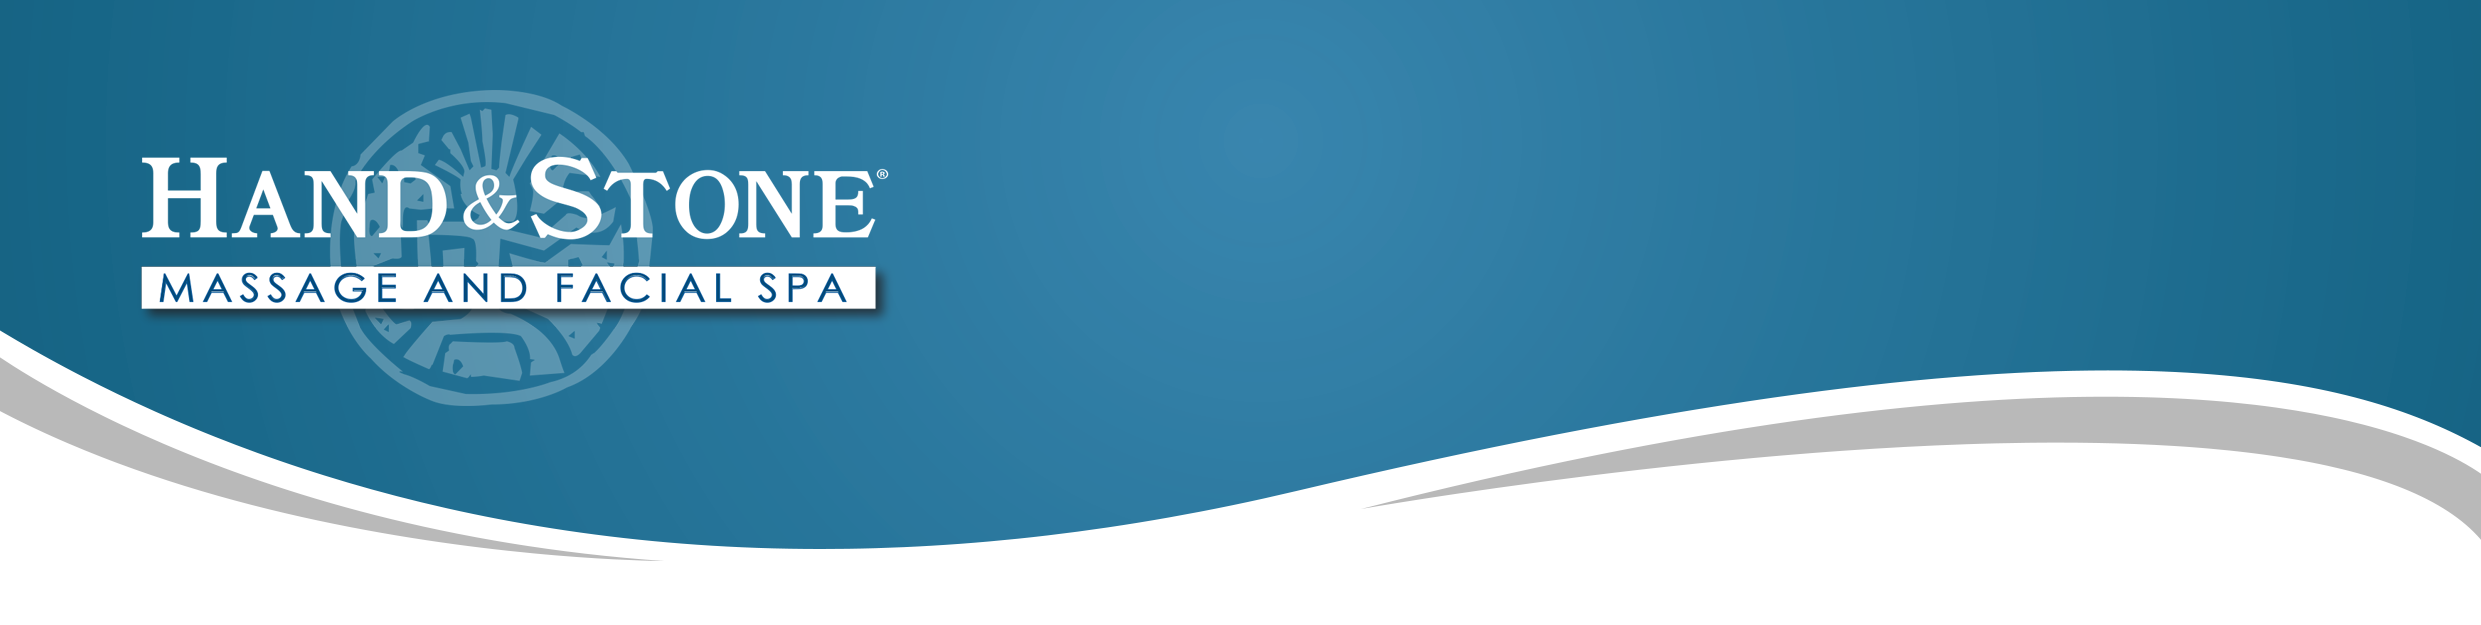 HAND & STONE®
MASSAGE AND FACIAL SPA